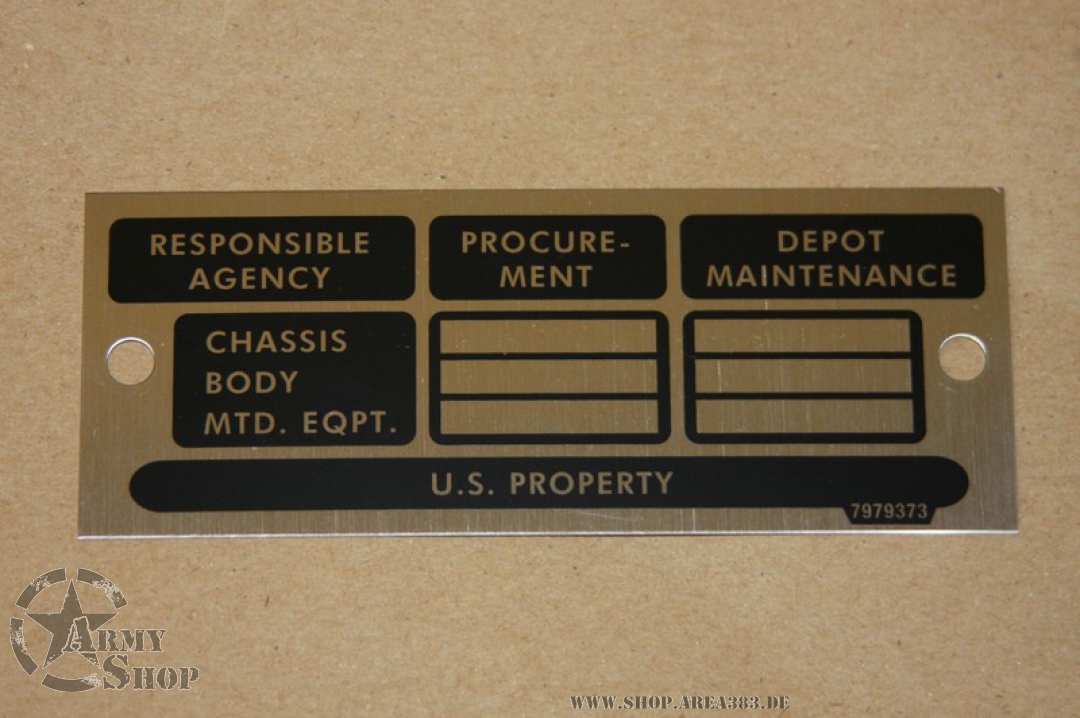 RESPONSIBLE
AGENCY
PROCURE-
MENT
DEPOT
MAINTENANCE
CHASSIS
BODY
MTD. EQPT.
U.S. PROPERTY
7979373
ARMY
SHOP
WWW.SHOP.AREA383.DE